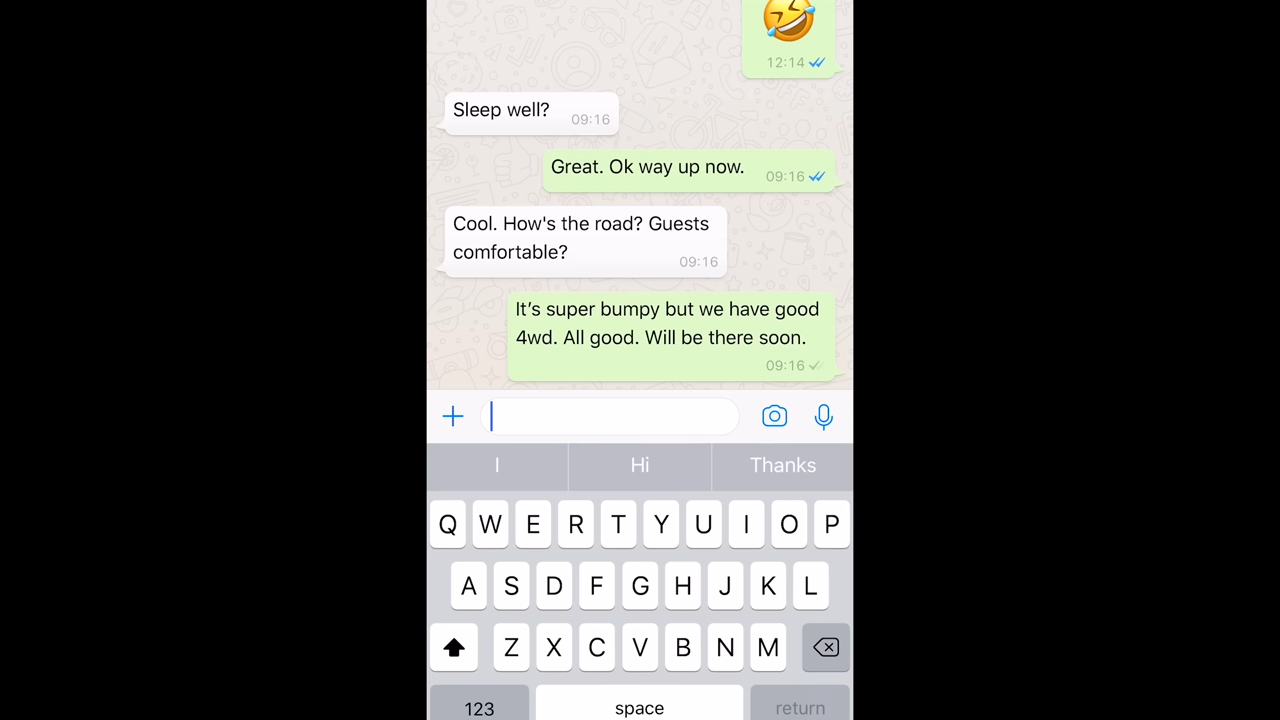 12:14
Sleep well?
09:16
Great. Ok way up now.
09:16
Cool. How's the road? Guests
comfortable?
09:16
It’s super bumpy but we have good
4wd. All good. Will be there soon.
09:16
I Hi Thanks
Q W E R T Y U I O P
A S D F G H J K L
Z X C V B N M
123 space return